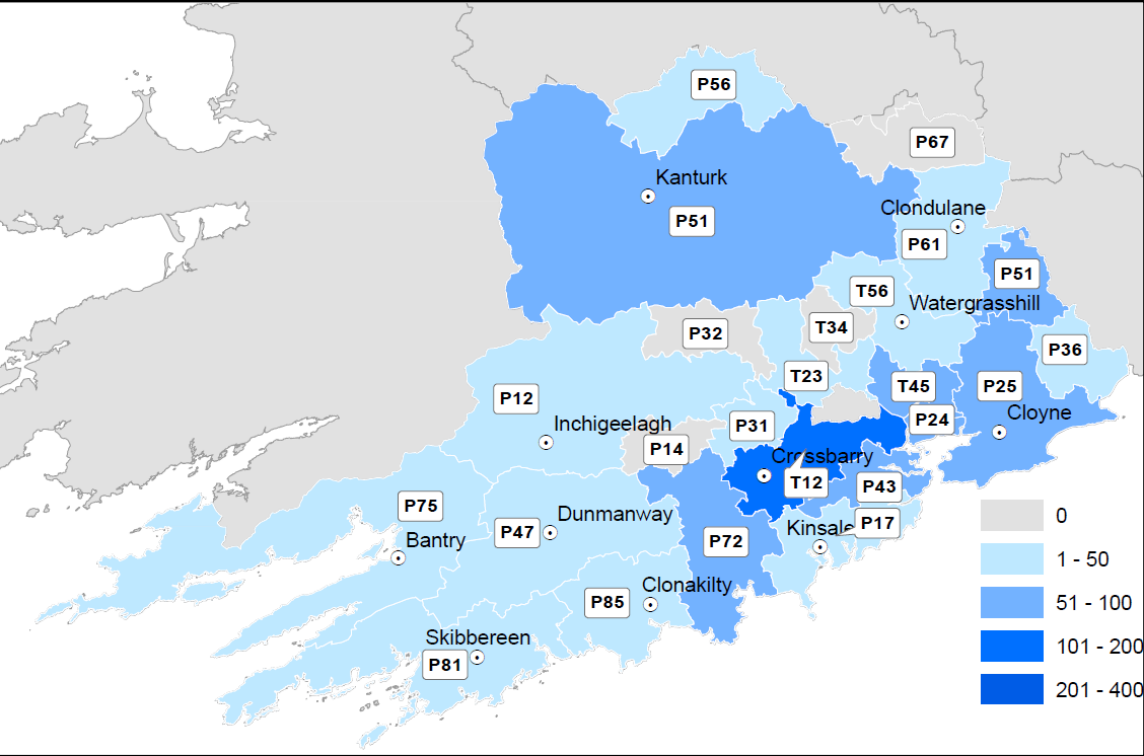 P56
P67
Kanturk
Clondulane
P51
P61
P51
T56
Watergrasshill
P32
T34
P36
T23
T45
P25
P12
Cloyne
P24
Inchigeelagh
P31
P14
Crossbarry
T12
P43
P75
Dunmanway
P17
Kinsale
P47
Bantry
P72
Clonakilty
P85
Skibbereen
P81
0
1 - 50
51 - 100
101 - 200
201 - 400